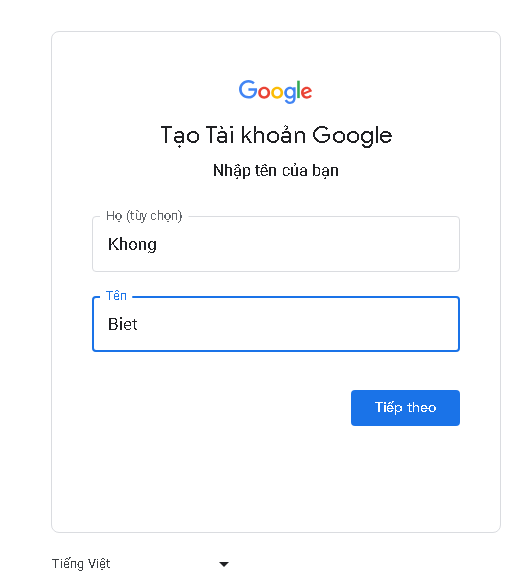 Google
Tạo Tài khoản Google
Nhập tên của bạn
Họ (tùy chọn)
Khong
Tên
Biet
Tiếp theo
Tiếng Việt